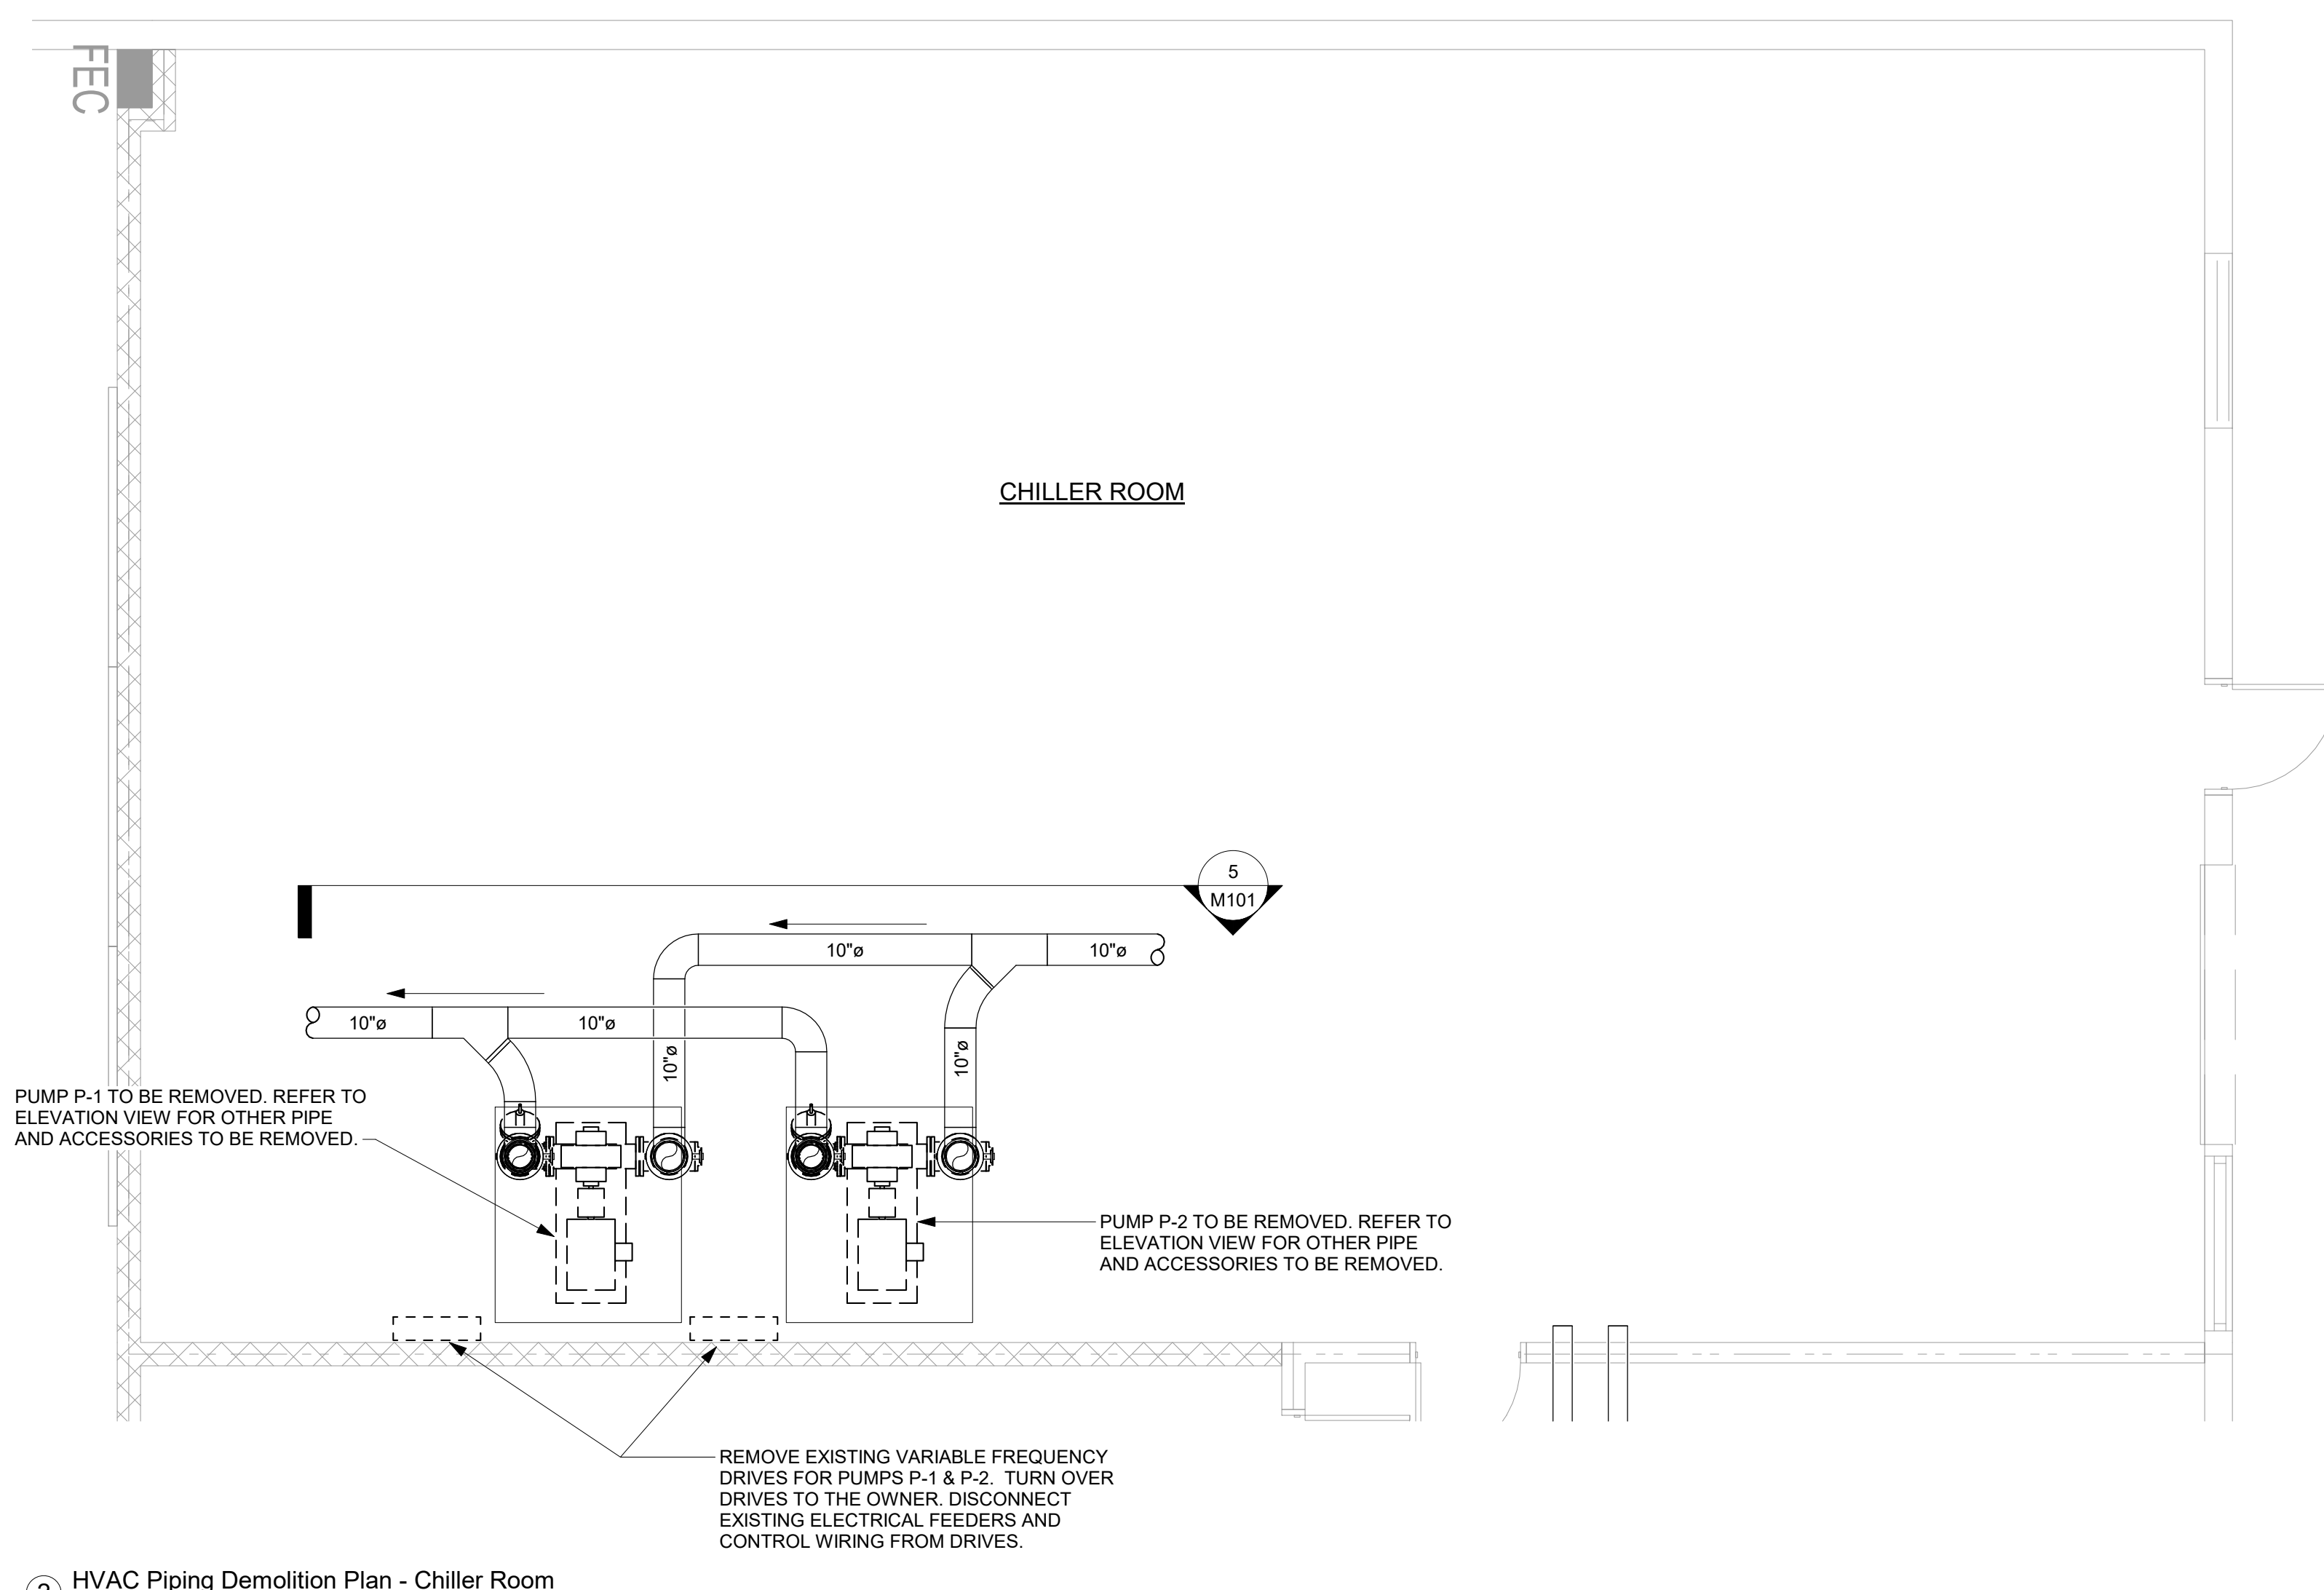 FEC
CHILLER ROOM
5
M101
10"ø
10"ø
10"ø
10"ø
10"ø
10"ø
PUMP P-1 TO BE REMOVED. REFER TO
ELEVATION VIEW FOR OTHER PIPE
AND ACCESSORIES TO BE REMOVED.
PUMP P-2 TO BE REMOVED. REFER TO
ELEVATION VIEW FOR OTHER PIPE
AND ACCESSORIES TO BE REMOVED.
REMOVE EXISTING VARIABLE FREQUENCY
DRIVES FOR PUMPS P-1 & P-2.  TURN OVER
DRIVES TO THE OWNER. DISCONNECT
EXISTING ELECTRICAL FEEDERS AND
CONTROL WIRING FROM DRIVES.
HVAC Piping Demolition Plan - Chiller Room